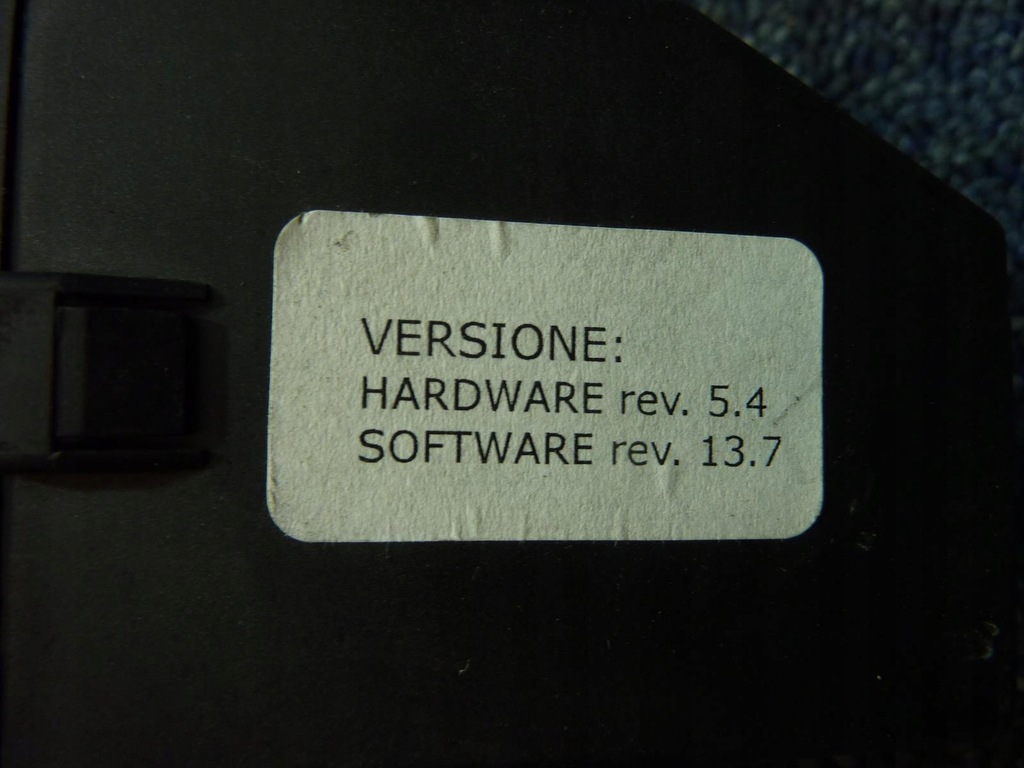 VERSIONE:
HARDWARE rev. 5.4
SOFTWARE rev. 13.7